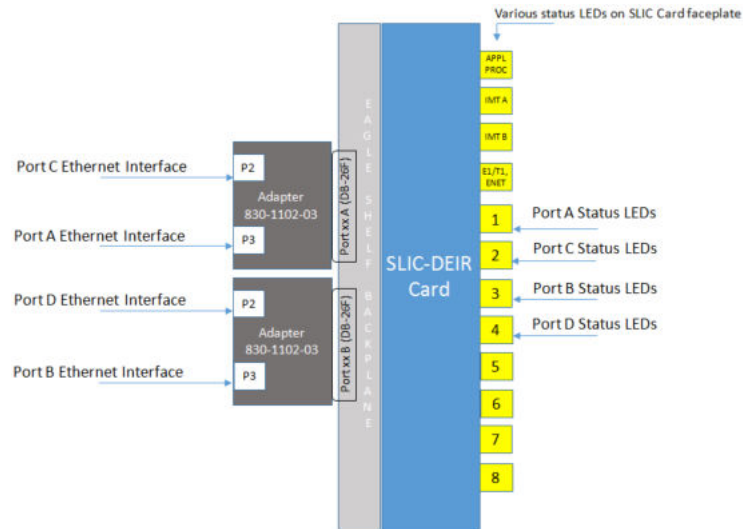 Various status LEDs on SLIC Card faceplate
APPL
PROC
IMT A
IMT B
E1/T1,
ENET
1
2
3
4
5
6
7
8
Port A Status LEDs
Port C Status LEDs
Port B Status LEDs
Port D Status LEDs
SLIC-DEIR
Card
EAGLE SHELF BACKPLANE
Port xx A (DB-26F)
Port xx B (DB-26F)
Port C Ethernet Interface
P2
Adapter
830-1102-03
Port A Ethernet Interface
P3
Port D Ethernet Interface
P2
Adapter
830-1102-03
Port B Ethernet Interface
P3